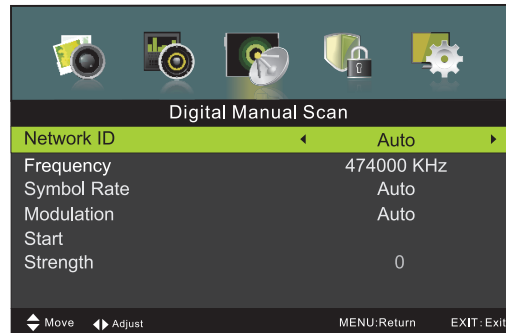 Digital Manual Scan
Network ID Auto
Frequency 474000 KHz
Symbol Rate Auto
Modulation Auto
Start
Strength 0
Move Adjust MENU:Return EXIT:Exit